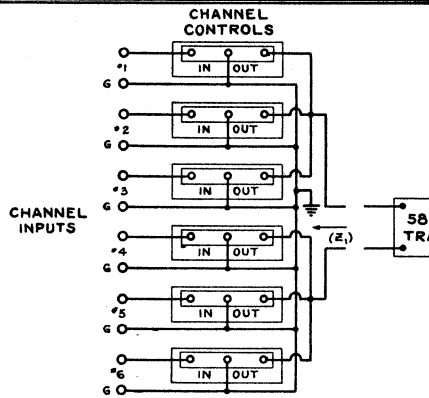 CHANNEL
CONTROLS
#1
IN OUT
G
#2
IN OUT
G
#3
IN OUT
G
CHANNEL
INPUTS
(Z₁)
58
TRA
#4
IN OUT
G
#5
IN OUT
G
#6
IN OUT
G